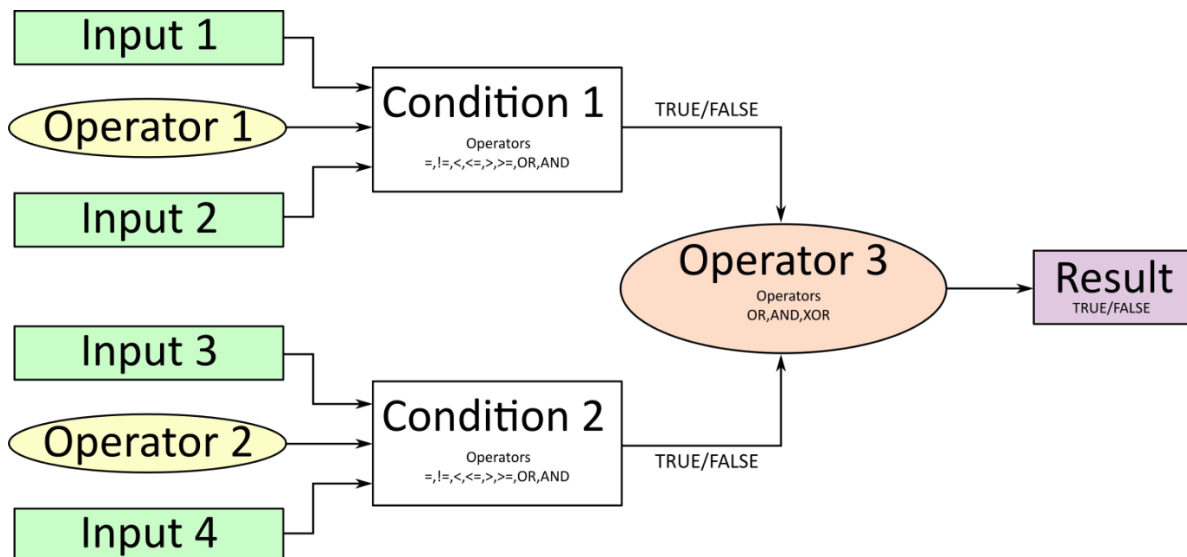 Input 1
Operator 1
Input 2
Condition 1
Operators
=,!=,<,<=,>,>=,OR,AND
TRUE/FALSE
Input 3
Operator 2
Input 4
Condition 2
Operators
=,!=,<,<=,>,>=,OR,AND
TRUE/FALSE
Operator 3
Operators
OR,AND,XOR
Result
TRUE/FALSE